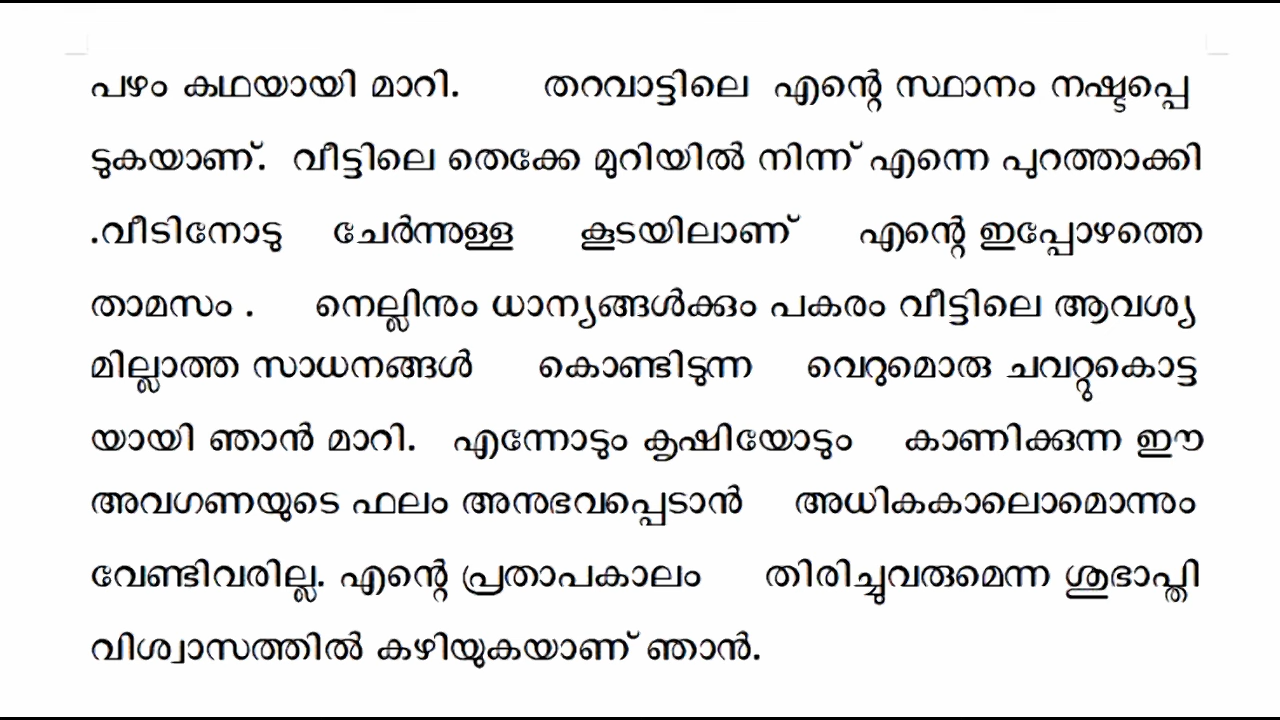 പഴം കഥയായി മാറി. തറവാട്ടിലെ എന്റെ സ്ഥാനം നഷ്ടപ്പെ
ടുകയാണ്. വീട്ടിലെ തെക്കേ മുറിയിൽ നിന്ന് എന്നെ പുറത്താക്കി
.വീടിനോടു ചേർന്നുള്ള കൂടയിലാണ് എന്റെ ഇപ്പോഴത്തെ
താമസം . നെല്ലിനും ധാന്യങ്ങൾക്കും പകരം വീട്ടിലെ ആവശ്യ
മില്ലാത്ത സാധനങ്ങൾ കൊണ്ടിടുന്ന വെറുമൊരു ചവറ്റുകൊട്ട
യായി ഞാൻ മാറി. എന്നോടും കൃഷിയോടും കാണിക്കുന്ന ഈ
അവഗണയുടെ ഫലം അനുഭവപ്പെടാൻ അധികകാലൊമൊന്നും
വേണ്ടിവരില്ല. എന്റെ പ്രതാപകാലം തിരിച്ചുവരുമെന്ന ശുഭാപ്തി
വിശ്വാസത്തിൽ കഴിയുകയാണ് ഞാൻ.